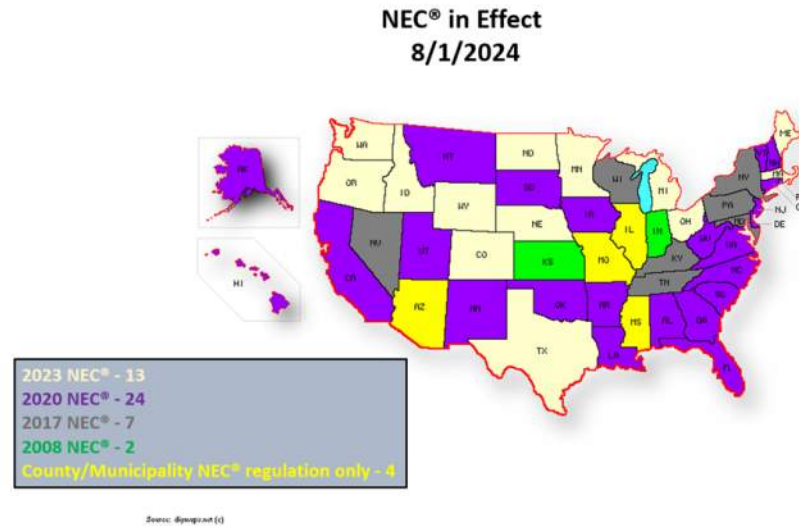 NEC® in Effect
8/1/2024
WA
MT
ND
MN
ME
AK
OR
ID
SD
WI
MI
NY
MA
WY
IA
PA
NJ
NE
OH
DE
NV
UT
IL
IN
WV
VA
HI
CO
KS
MO
KY
CA
TN
NC
AZ
NM
OK
AR
SC
MS
AL
GA
TX
LA
FL
2023 NEC® - 13
2020 NEC® - 24
2017 NEC® - 7
2008 NEC® - 2
County/Municipality NEC® regulation only - 4